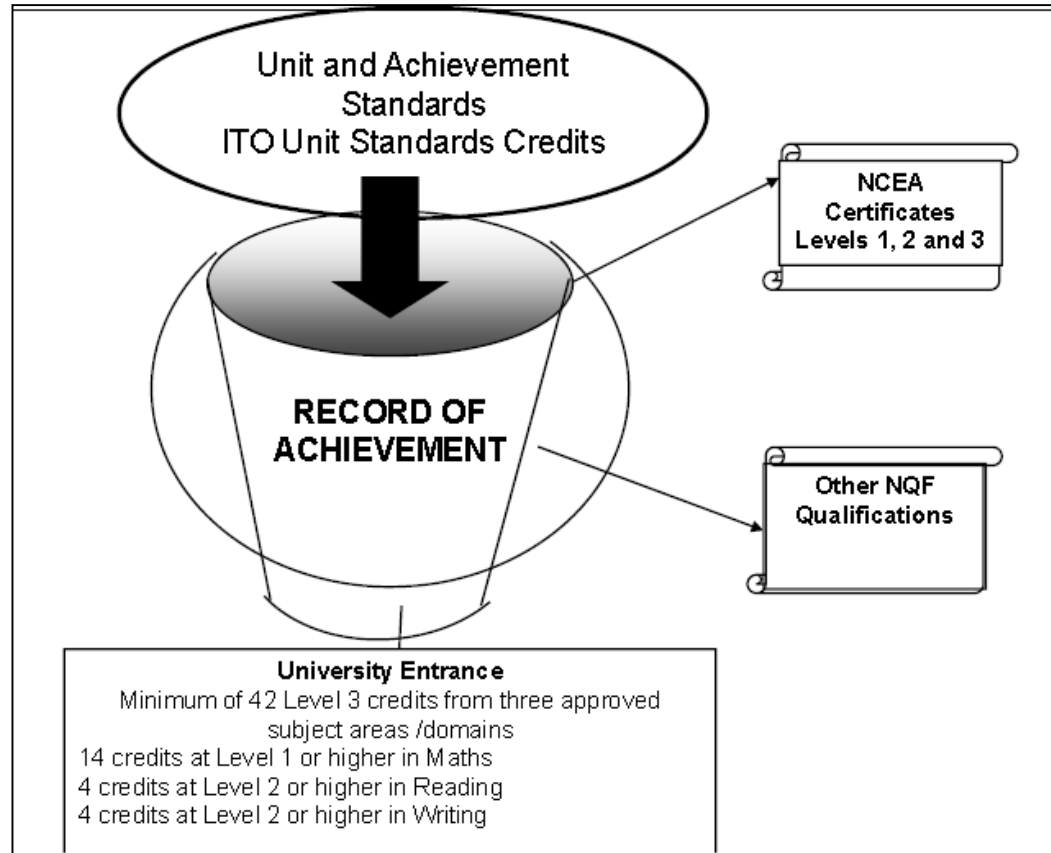 Unit and Achievement
Standards
ITO Unit Standards Credits
NCEA
Certificates
Levels 1, 2 and 3
RECORD OF
ACHIEVEMENT
Other NQF
Qualifications
University Entrance
Minimum of 42 Level 3 credits from three approved
subject areas /domains
14 credits at Level 1 or higher in Maths
4 credits at Level 2 or higher in Reading
4 credits at Level 2 or higher in Writing